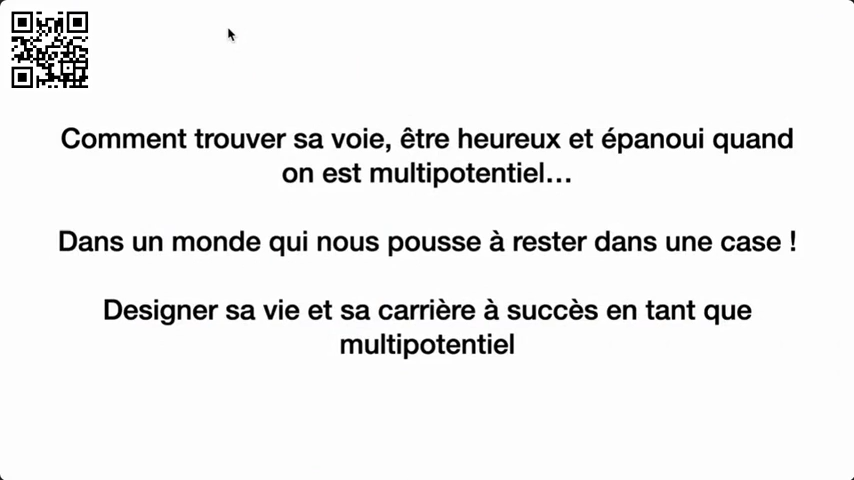 Comment trouver sa voie, être heureux et épanoui quand
on est multipotentiel…
Dans un monde qui nous pousse à rester dans une case !
Designer sa vie et sa carrière à succès en tant que
multipotentiel